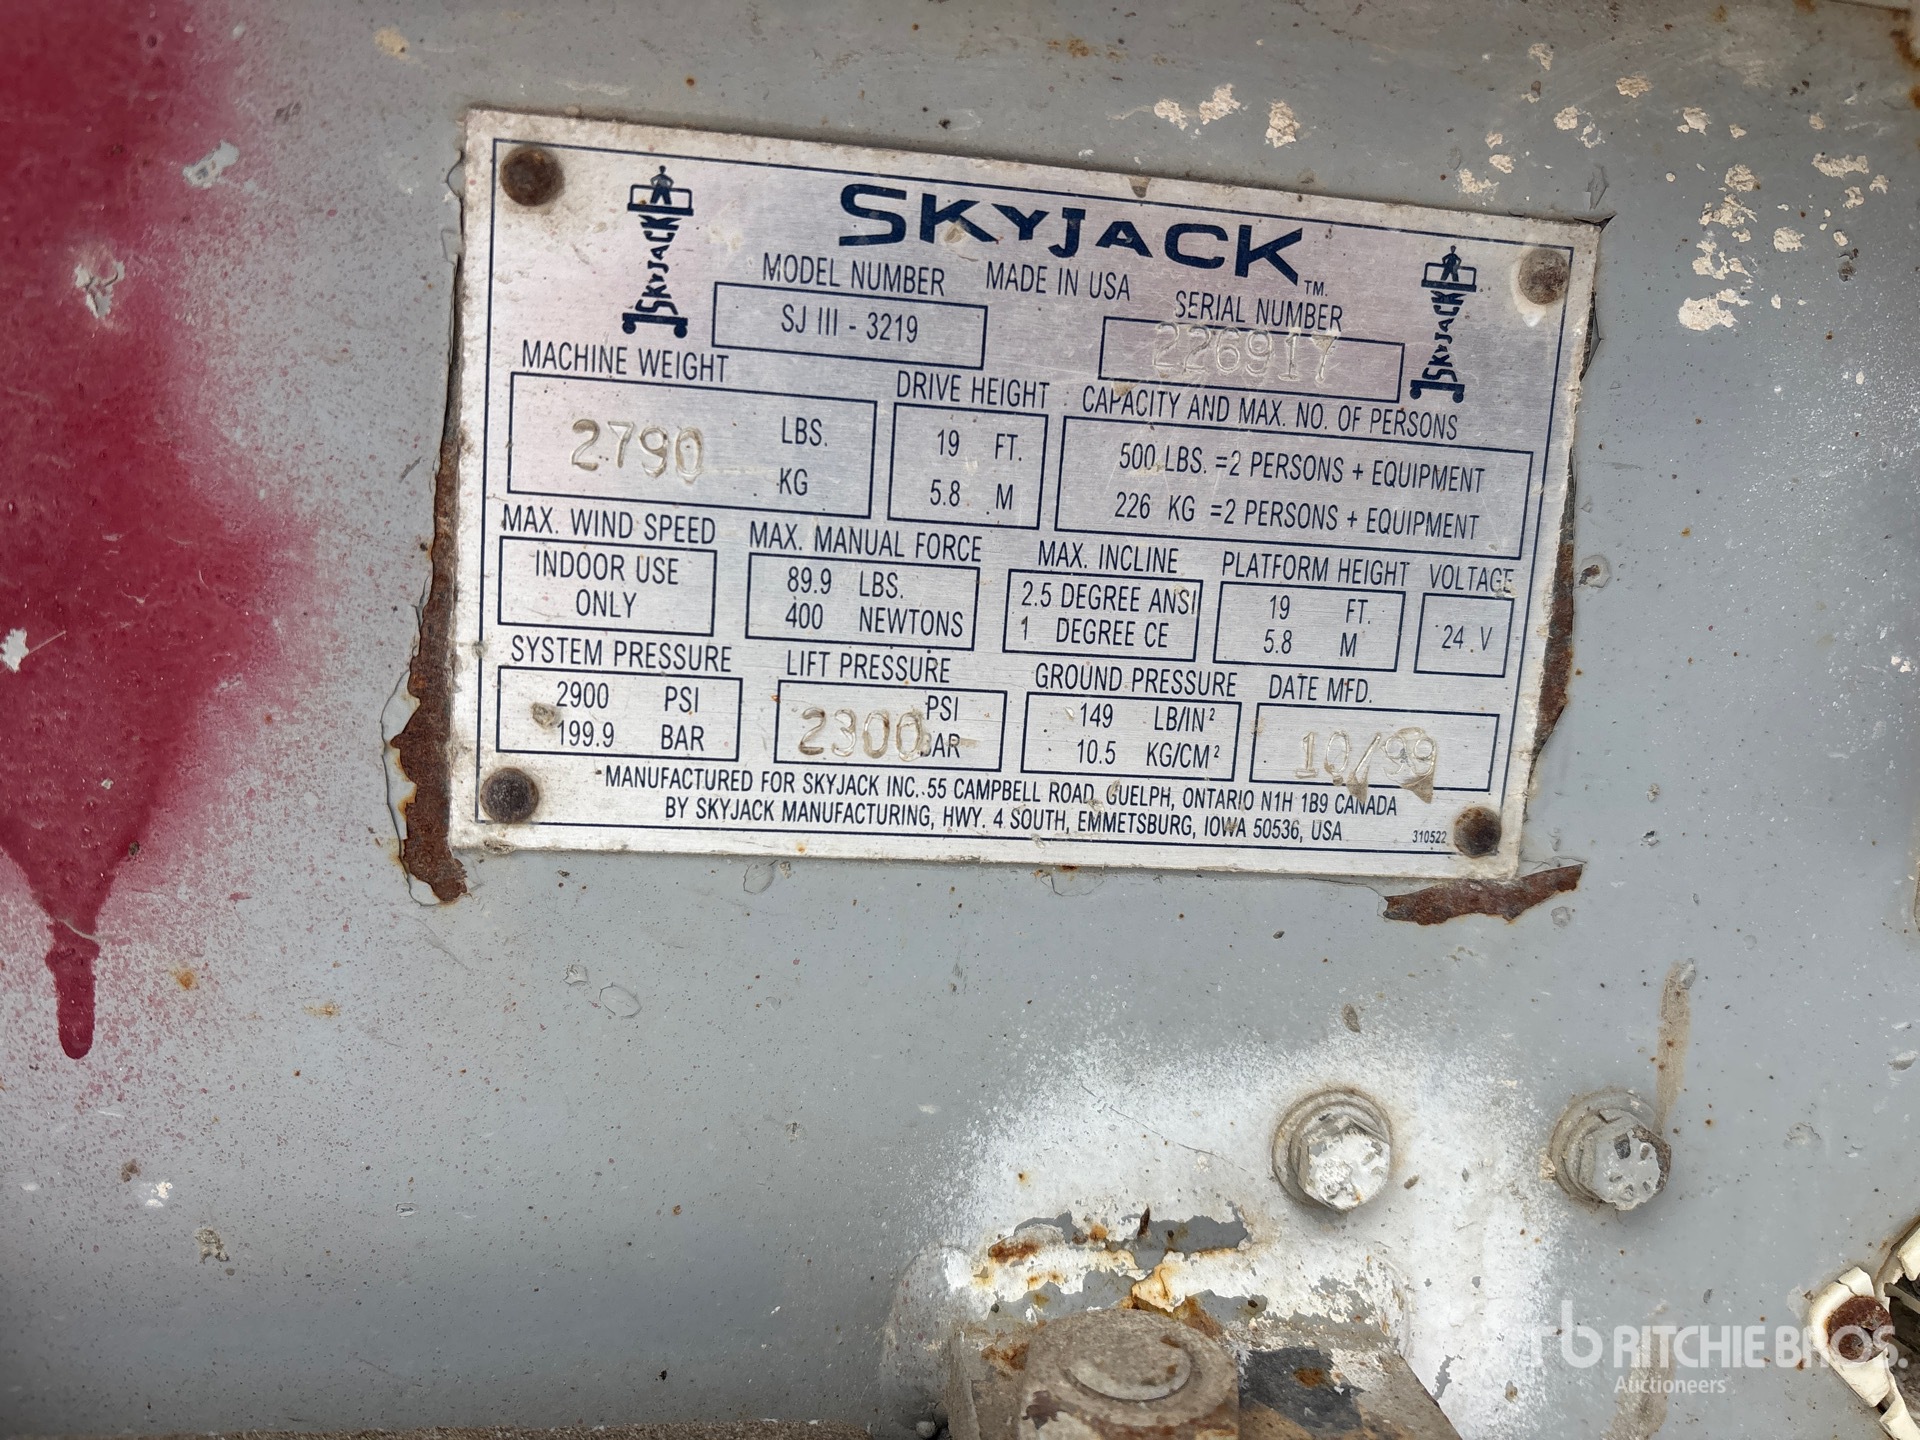 SKYJACK
SKYJACK™
SKYJACK
MODEL NUMBER MADE IN USA SERIAL NUMBER
SJ III - 3219
226917
MACHINE WEIGHT DRIVE HEIGHT CAPACITY AND MAX. NO. OF PERSONS
2790 LBS.
KG
19 FT.
5.8 M
500 LBS. =2 PERSONS + EQUIPMENT
226 KG =2 PERSONS + EQUIPMENT
MAX. WIND SPEED MAX. MANUAL FORCE MAX. INCLINE PLATFORM HEIGHT VOLTAGE
INDOOR USE
ONLY
89.9 LBS.
400 NEWTONS
2.5 DEGREE ANSI
1 DEGREE CE
19 FT.
5.8 M
24 V
SYSTEM PRESSURE LIFT PRESSURE GROUND PRESSURE DATE MFD.
2900 PSI
199.9 BAR
2300 PSI
BAR
149 LB/IN²
10.5 KG/CM²
10/99
MANUFACTURED FOR SKYJACK INC. 55 CAMPBELL ROAD, GUELPH, ONTARIO N1H 1B9 CANADA
BY SKYJACK MANUFACTURING, HWY. 4 SOUTH, EMMETSBURG, IOWA 50536, USA
310522
rb RITCHIE BROS.
Auctioneers